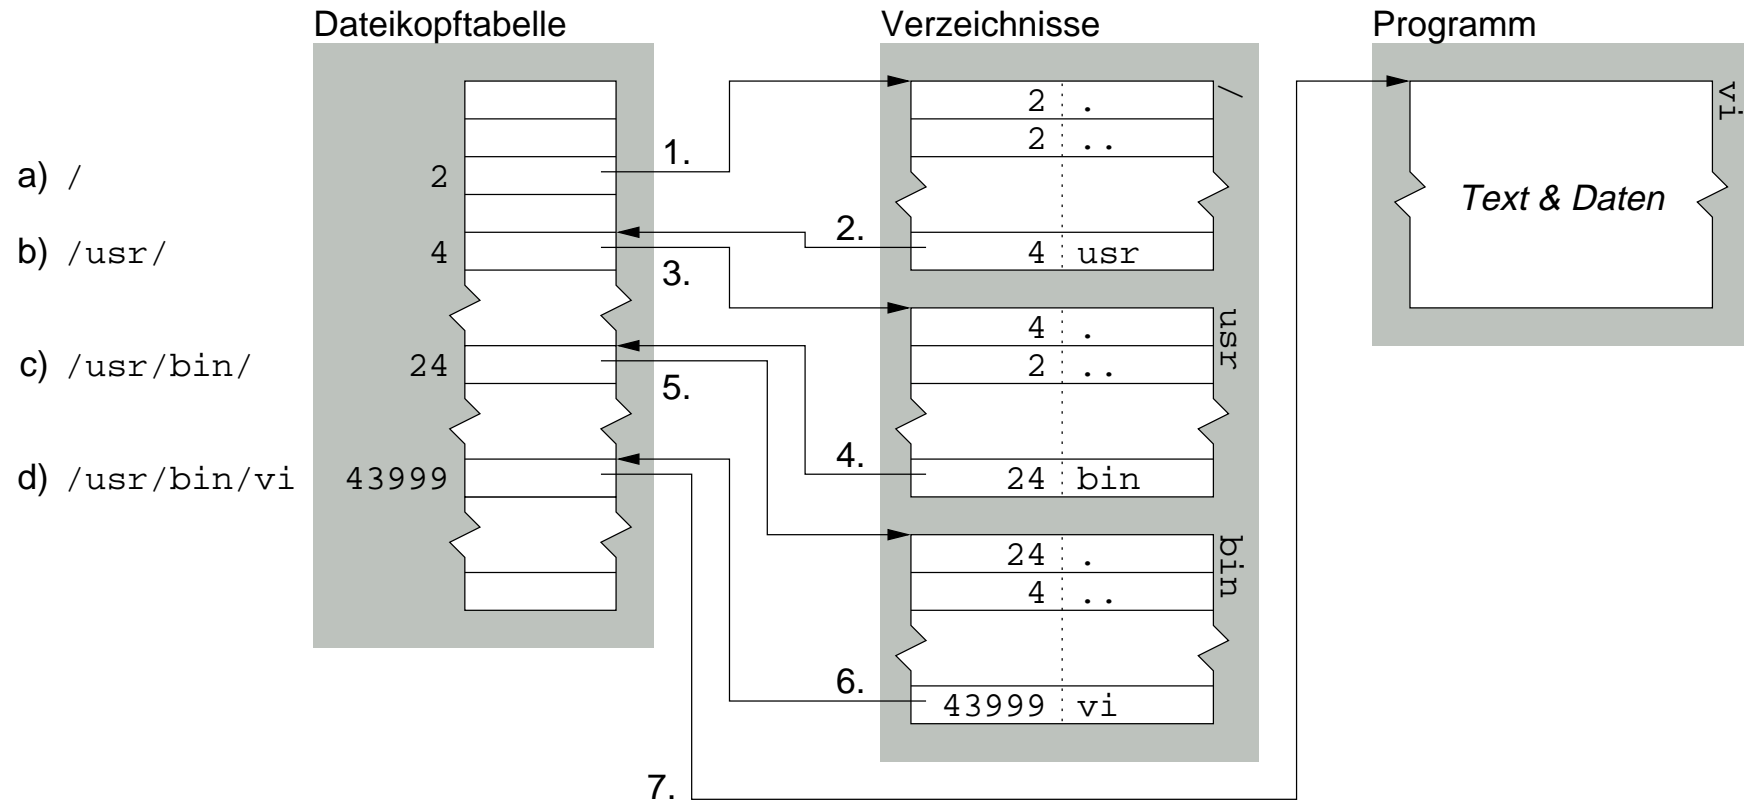 Dateikopftabelle
Verzeichnisse
Programm
a) /
2
b) /usr/
4
c) /usr/bin/
24
d) /usr/bin/vi
43999
1.
2.
3.
4.
5.
6.
7.
/
2 .
2 ..
4 usr
usr
4 .
2 ..
24 bin
bin
24 .
4 ..
43999 vi
vi
Text & Daten